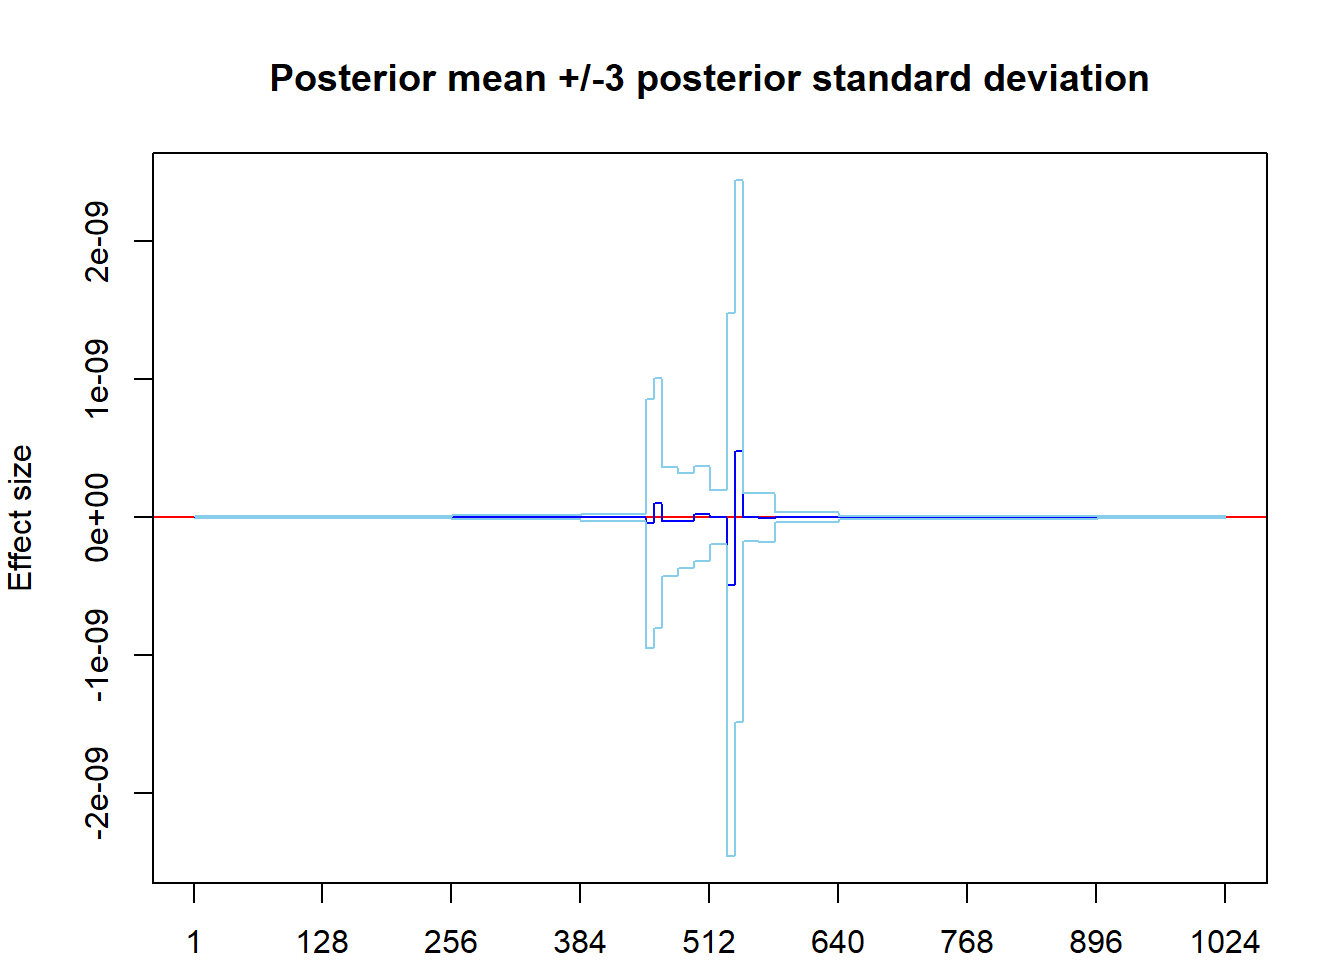 Posterior mean +/-3 posterior standard deviation
Effect size
2e-09
1e-09
0e+00
-1e-09
-2e-09
1 128 256 384 512 640 768 896 1024